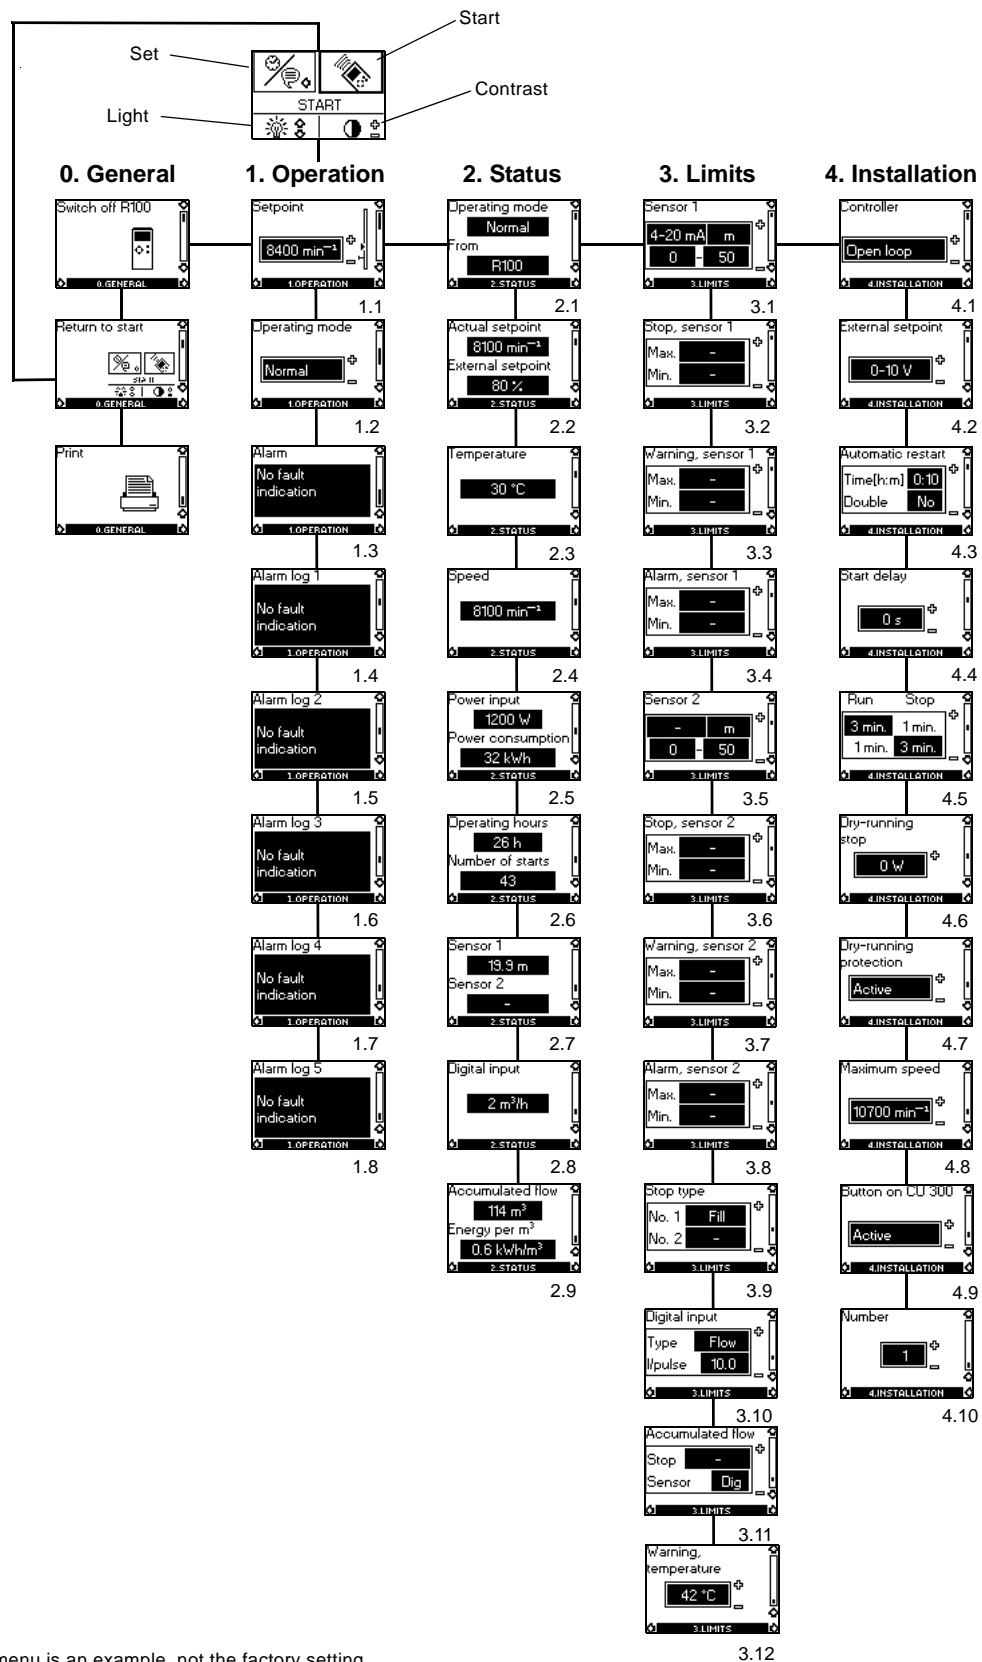 Start
Set
Contrast
Light
START
0. General
1. Operation
2. Status
3. Limits
4. Installation
Switch off R100
0.GENERAL
Return to start
0.GENERAL
Print
0.GENERAL
Setpoint
8400 min⁻¹
1.OPERATION
1.1
Operating mode
Normal
1.OPERATION
1.2
Alarm
No fault
indication
1.OPERATION
1.3
Alarm log 1
No fault
indication
1.OPERATION
1.4
Alarm log 2
No fault
indication
1.OPERATION
1.5
Alarm log 3
No fault
indication
1.OPERATION
1.6
Alarm log 4
No fault
indication
1.OPERATION
1.7
Alarm log 5
No fault
indication
1.OPERATION
1.8
Operating mode
Normal
From
R100
2.STATUS
2.1
Actual setpoint
8100 min⁻¹
External setpoint
80 %
2.STATUS
2.2
Temperature
30 °C
2.STATUS
2.3
Speed
8100 min⁻¹
2.STATUS
2.4
Power input
1200 W
Power consumption
32 kWh
2.STATUS
2.5
Operating hours
26 h
Number of starts
43
2.STATUS
2.6
Sensor 1
19.9 m
Sensor 2
-
2.STATUS
2.7
Digital input
2 m³/h
2.STATUS
2.8
Accumulated flow
114 m³
Energy per m³
0.6 kWh/m³
2.STATUS
2.9
Sensor 1
4-20 mA m
0 - 50
3.LIMITS
3.1
Stop, sensor 1
Max. -
Min. -
3.LIMITS
3.2
Warning, sensor 1
Max. -
Min. -
3.LIMITS
3.3
Alarm, sensor 1
Max. -
Min. -
3.LIMITS
3.4
Sensor 2
- m
0 - 50
3.LIMITS
3.5
Stop, sensor 2
Max. -
Min. -
3.LIMITS
3.6
Warning, sensor 2
Max. -
Min. -
3.LIMITS
3.7
Alarm, sensor 2
Max. -
Min. -
3.LIMITS
3.8
Stop type
No. 1 Fill
No. 2 -
3.LIMITS
3.9
Digital input
Type Flow
l/pulse 10.0
3.LIMITS
3.10
Accumulated flow
Stop -
Sensor Dig
3.LIMITS
3.11
Warning,
temperature
42 °C
3.LIMITS
3.12
Controller
Open loop
4.INSTALLATION
4.1
External setpoint
0-10 V
4.INSTALLATION
4.2
Automatic restart
Time[h:m] 0:10
Double No
4.INSTALLATION
4.3
Start delay
0 s
4.INSTALLATION
4.4
Run Stop
3 min. 1 min.
1 min. 3 min.
4.INSTALLATION
4.5
Dry-running
stop
0 W
4.INSTALLATION
4.6
Dry-running
protection
Active
4.INSTALLATION
4.7
Maximum speed
10700 min⁻¹
4.INSTALLATION
4.8
Button on CU 300
Active
4.INSTALLATION
4.9
Number
1
4.INSTALLATION
4.10
menu is an example, not the factory setting